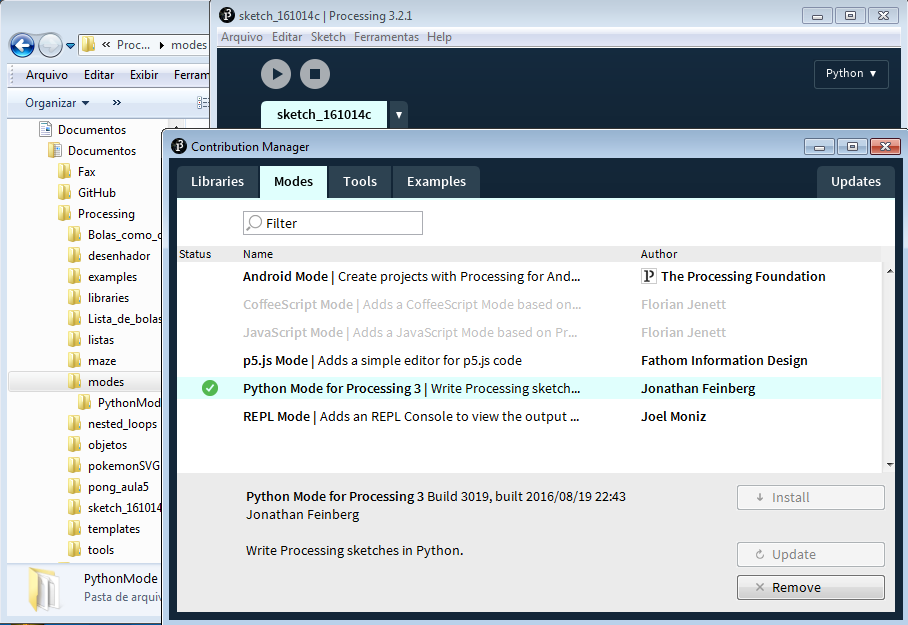 sketch_161014c | Processing 3.2.1
Arquivo Editar Sketch Ferramentas Help
Python ▼
sketch_161014c ▼
« Proc... ▸ modes
Arquivo Editar Exibir Ferram
Organizar ▼ »
Documentos
Documentos
Fax
GitHub
Processing
Bolas_como_
desenhador
examples
libraries
Lista_de_bolas
listas
maze
modes
PythonMod
nested_loops
objetos
pokemonSVG
pong_aula5
sketch_161014
templates
tools
PythonMode
Pasta de arquiv
Contribution Manager
Libraries Modes Tools Examples Updates
Filter
Status Name Author
Android Mode | Create projects with Processing for And... The Processing Foundation
CoffeeScript Mode | Adds a CoffeeScript Mode based on... Florian Jenett
JavaScript Mode | Adds a JavaScript Mode based on Pr... Florian Jenett
p5.js Mode | Adds a simple editor for p5.js code Fathom Information Design
Python Mode for Processing 3 | Write Processing sketch... Jonathan Feinberg
REPL Mode | Adds an REPL Console to view the output ... Joel Moniz
Python Mode for Processing 3 Build 3019, built 2016/08/19 22:43
Jonathan Feinberg
Write Processing sketches in Python.
Install
Update
Remove